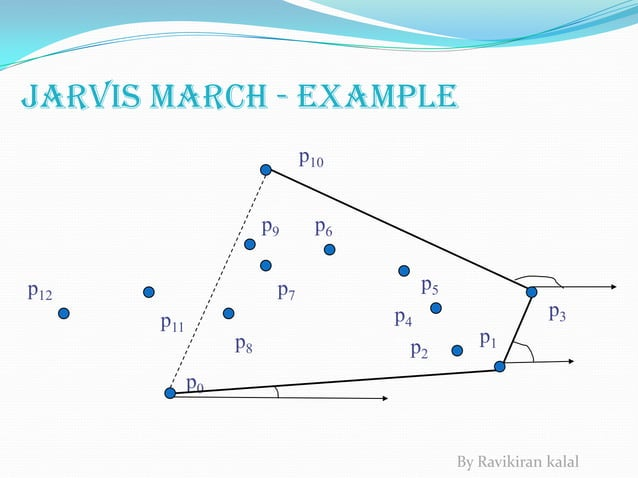 JARVIS MARCH - EXAMPLE
p10
p9 p6
p12 p7 p5
p11 p4 p3
p8 p2 p1
p0
By Ravikiran kalal